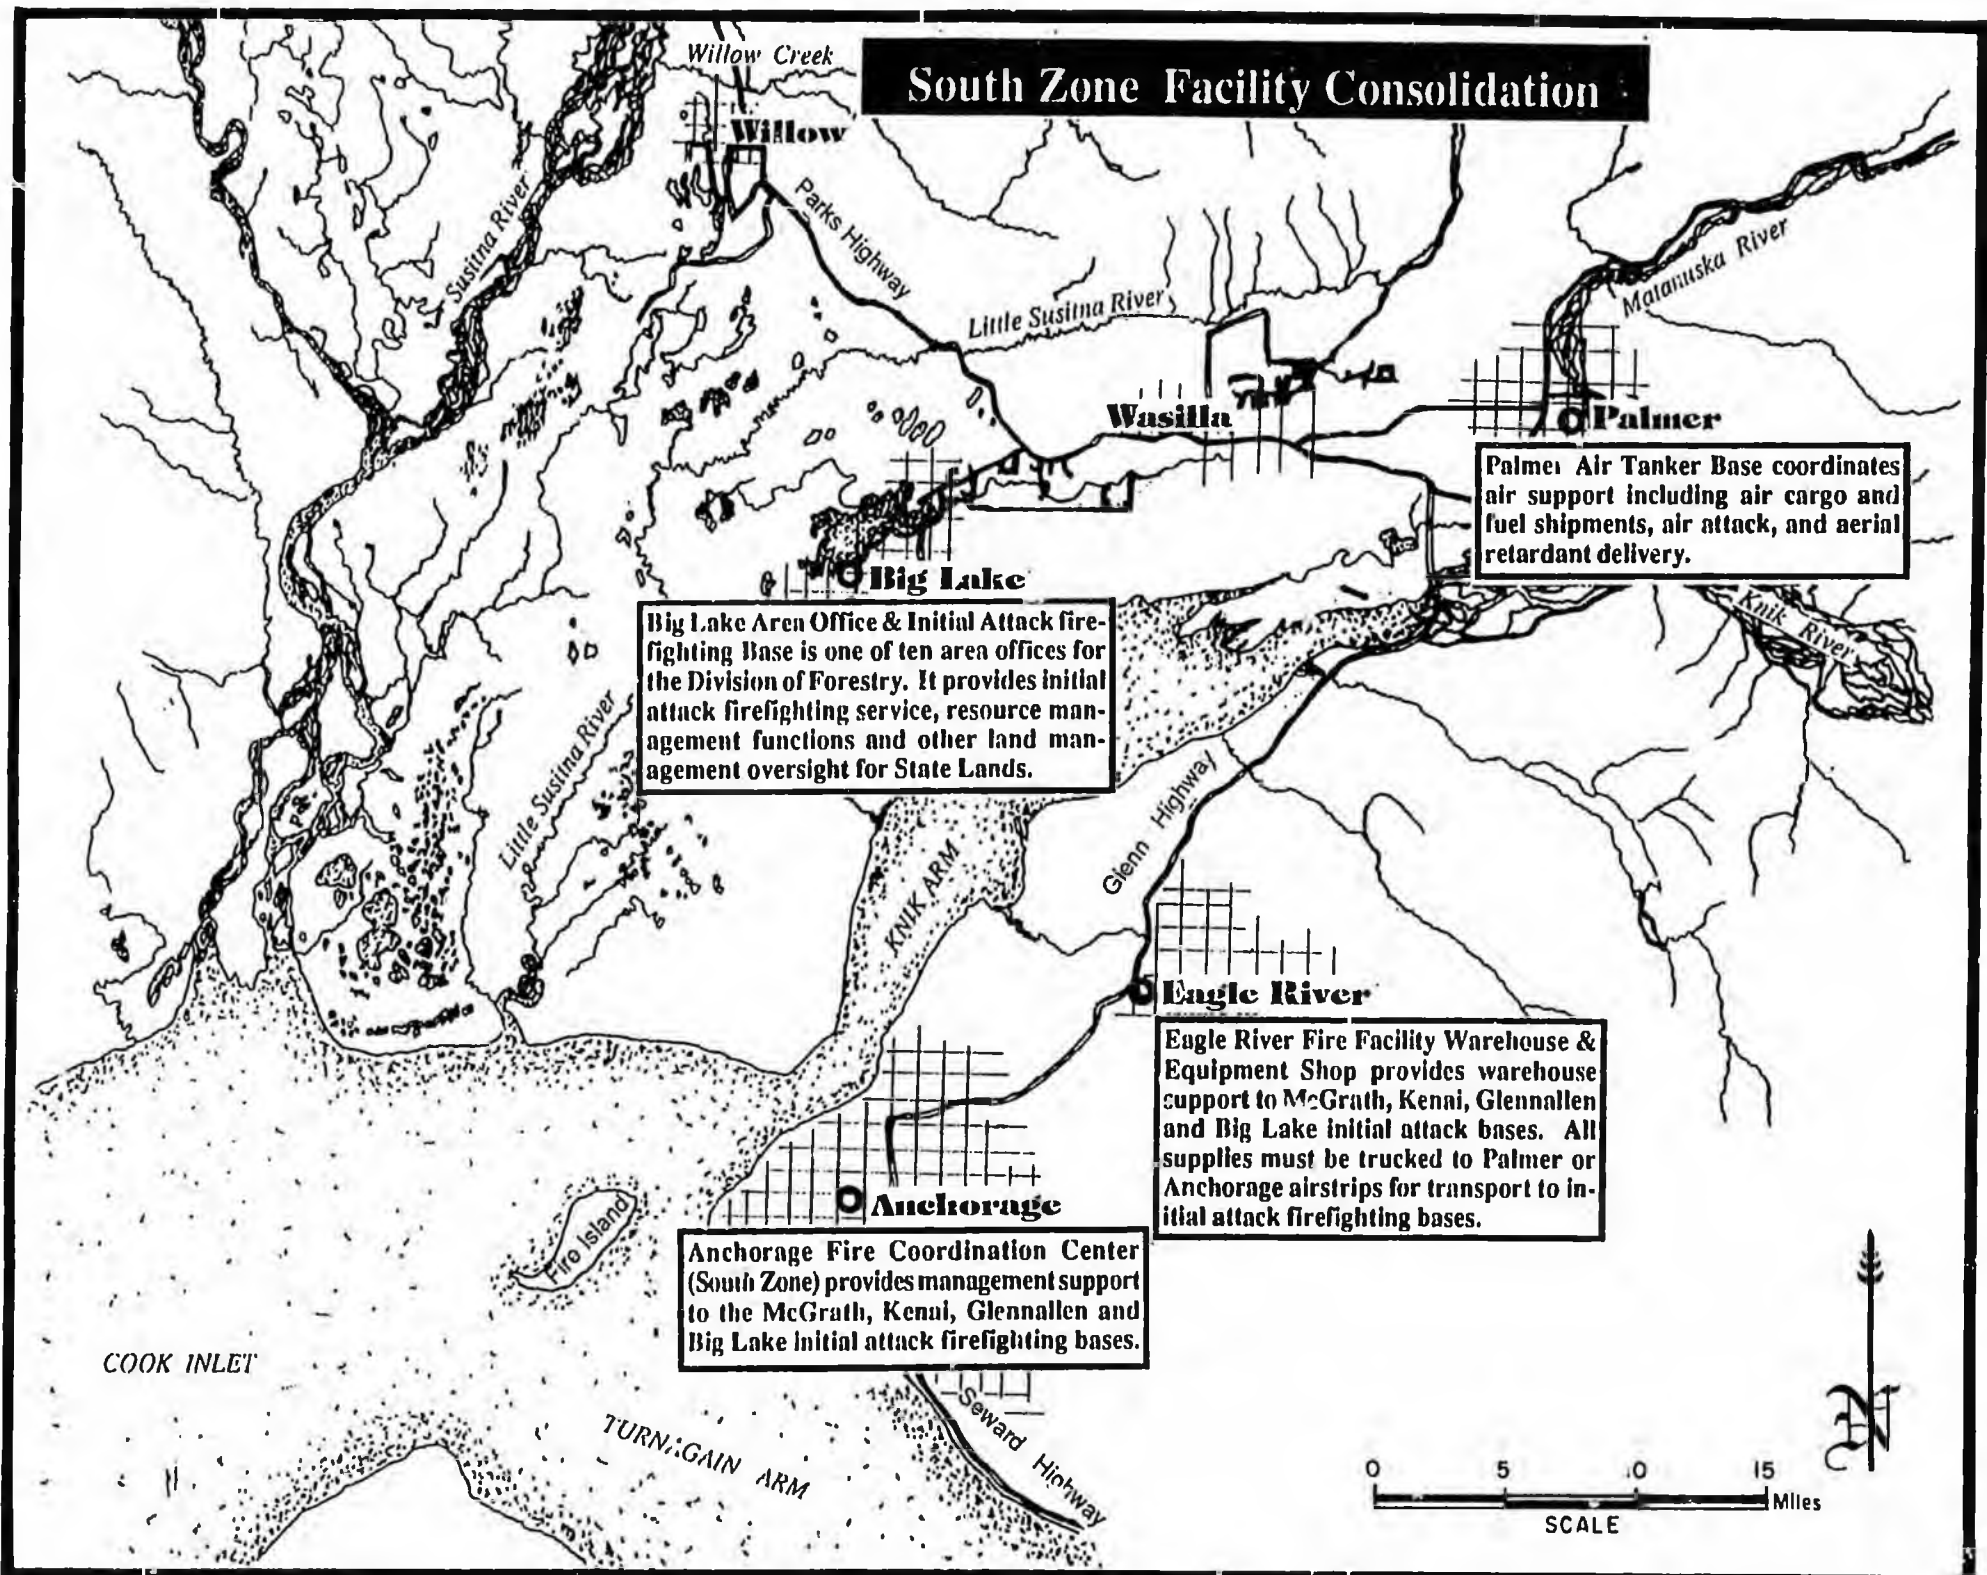 Willow Creek
South Zone Facility Consolidation
Willow
Parks Highway
Susitna River
Little Susitna River
Matanuska River
Wasilla
Palmer
Palmer Air Tanker Base coordinates
air support including air cargo and
fuel shipments, air attack, and aerial
retardant delivery.
Big Lake
Big Lake Area Office & Initial Attack fire-
fighting Base is one of ten area offices for
the Division of Forestry. It provides initial
attack firefighting service, resource man-
agement functions and other land man-
agement oversight for State Lands.
Knik River
Little Susitna River
Glenn Highway
KNIK ARM
Eagle River
Eagle River Fire Facility Warehouse &
Equipment Shop provides warehouse
support to McGrath, Kenai, Glennallen
and Big Lake initial attack bases. All
supplies must be trucked to Palmer or
Anchorage airstrips for transport to in-
itial attack firefighting bases.
Anchorage
Anchorage Fire Coordination Center
(South Zone) provides management support
to the McGrath, Kenai, Glennallen and
Big Lake initial attack firefighting bases.
Fire Island
COOK INLET
TURNAGAIN ARM
Seward Highway
N
0 5 10 15
Miles
SCALE